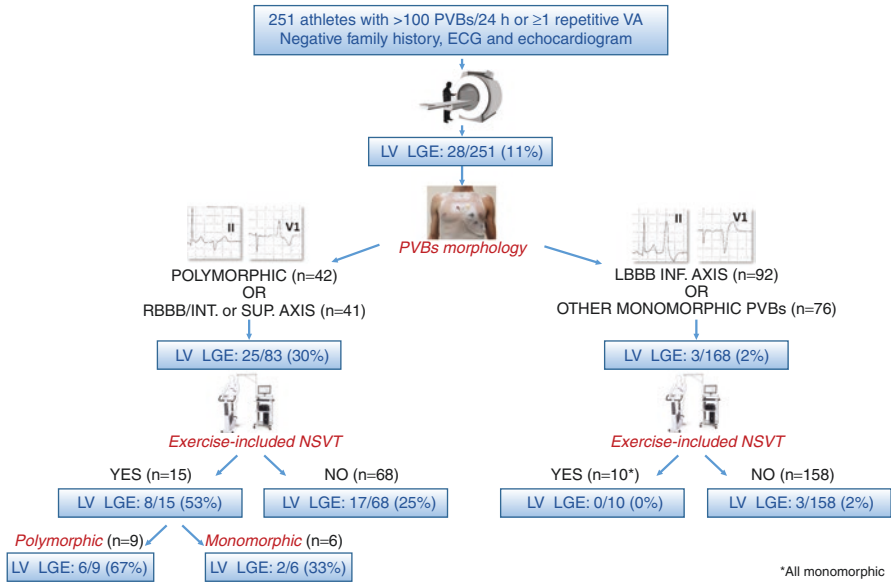 251 athletes with >100 PVBs/24 h or ≥1 repetitive VA
Negative family history, ECG and echocardiogram
LV LGE: 28/251 (11%)
II
V1
PVBs morphology
II
V1
POLYMORPHIC (n=42)
OR
RBBB/INT. or SUP. AXIS (n=41)
LBBB INF. AXIS (n=92)
OR
OTHER MONOMORPHIC PVBs (n=76)
LV LGE: 25/83 (30%)
LV LGE: 3/168 (2%)
Exercise-included NSVT
Exercise-included NSVT
YES (n=15)
NO (n=68)
YES (n=10*)
NO (n=158)
LV LGE: 8/15 (53%)
LV LGE: 17/68 (25%)
LV LGE: 0/10 (0%)
LV LGE: 3/158 (2%)
Polymorphic (n=9)
Monomorphic (n=6)
LV LGE: 6/9 (67%)
LV LGE: 2/6 (33%)
*All monomorphic